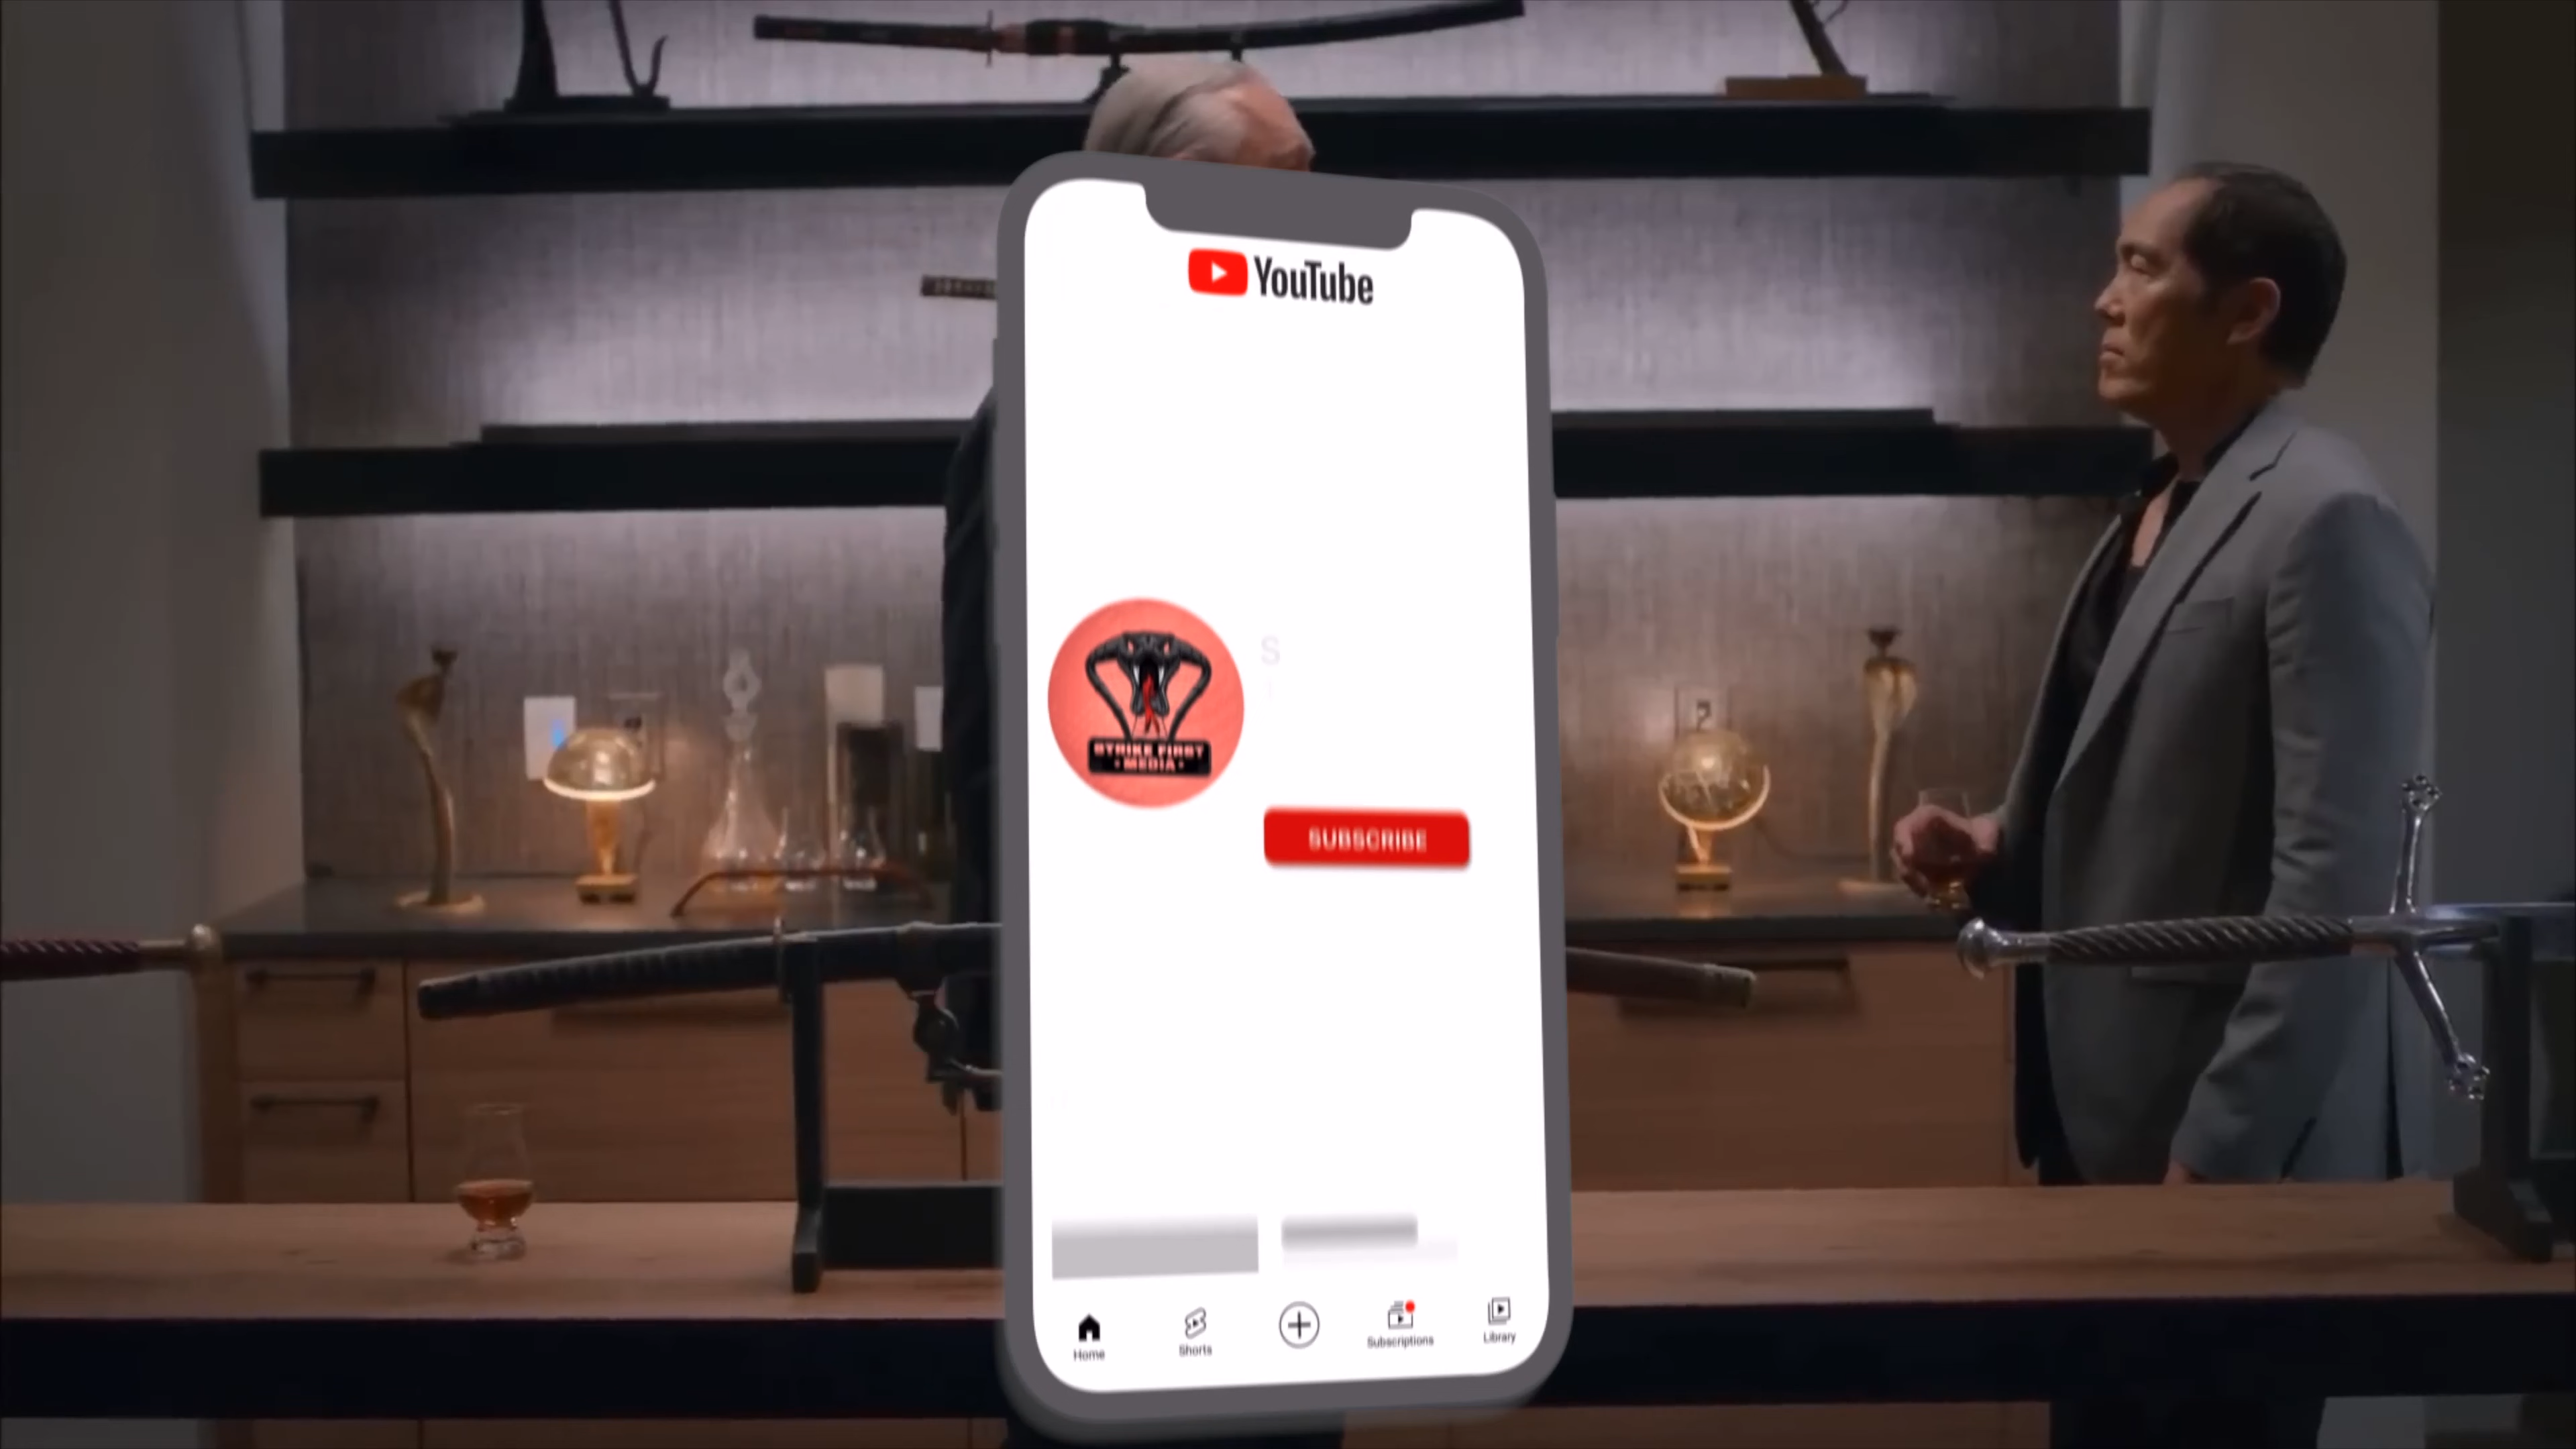 YouTube
S
STRIKE FIRST
• MEDIA •
SUBSCRIBE
Home
Shorts
Subscriptions
Library